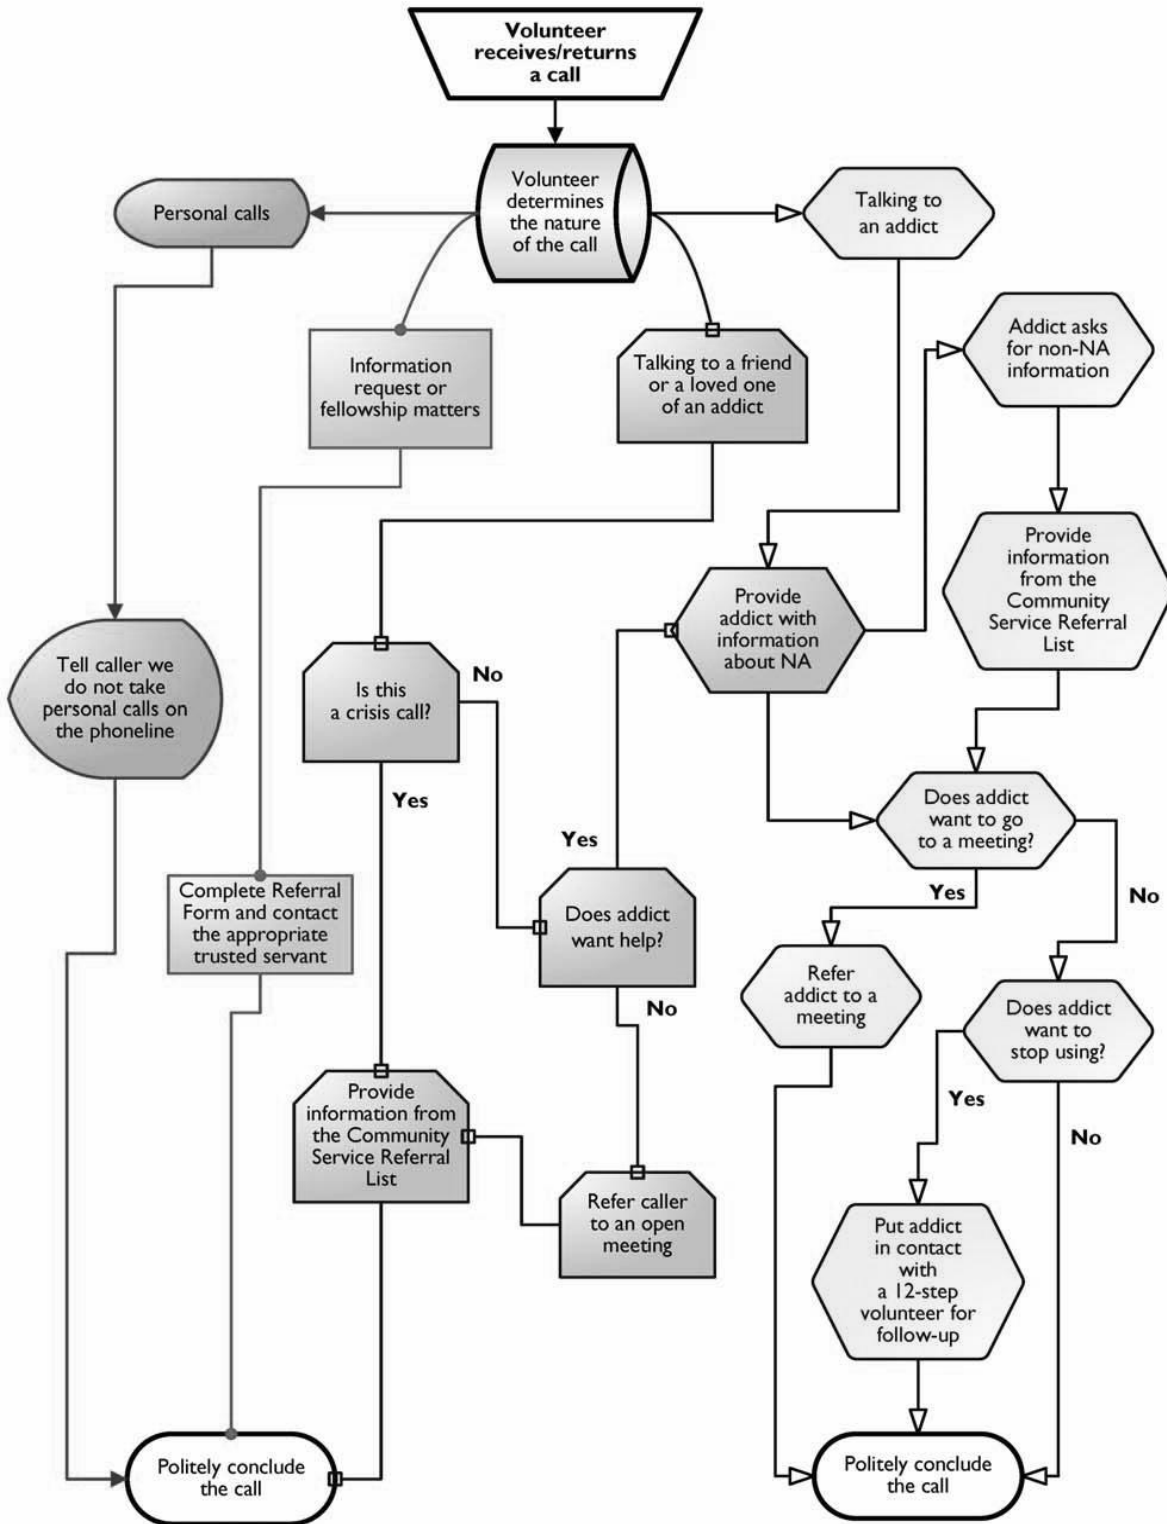 Volunteer
receives/returns
a call
Volunteer
determines
the nature
of the call
Personal calls
Talking to
an addict
Information
request or
fellowship matters
Talking to a friend
or a loved one
of an addict
Addict asks
for non-NA
information
Provide
information
from the
Community
Service Referral
List
Provide
addict with
information
about NA
Tell caller we
do not take
personal calls on
the phoneline
Is this
a crisis call?
No
Yes
Does addict
want to go
to a meeting?
Yes
No
Yes
Does addict
want help?
No
Complete Referral
Form and contact
the appropriate
trusted servant
Refer
addict to a
meeting
Does addict
want to
stop using?
Yes
No
Provide
information from
the Community
Service Referral
List
Refer caller
to an open
meeting
Put addict
in contact
with
a 12-step
volunteer for
follow-up
Politely conclude
the call
Politely conclude
the call